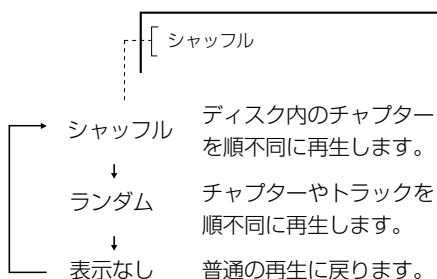 シャッフル
シャッフル
ディスク内のチャプター
を順不同に再生します。
ランダム
チャプターやトラックを
順不同に再生します。
表示なし
普通の再生に戻ります。